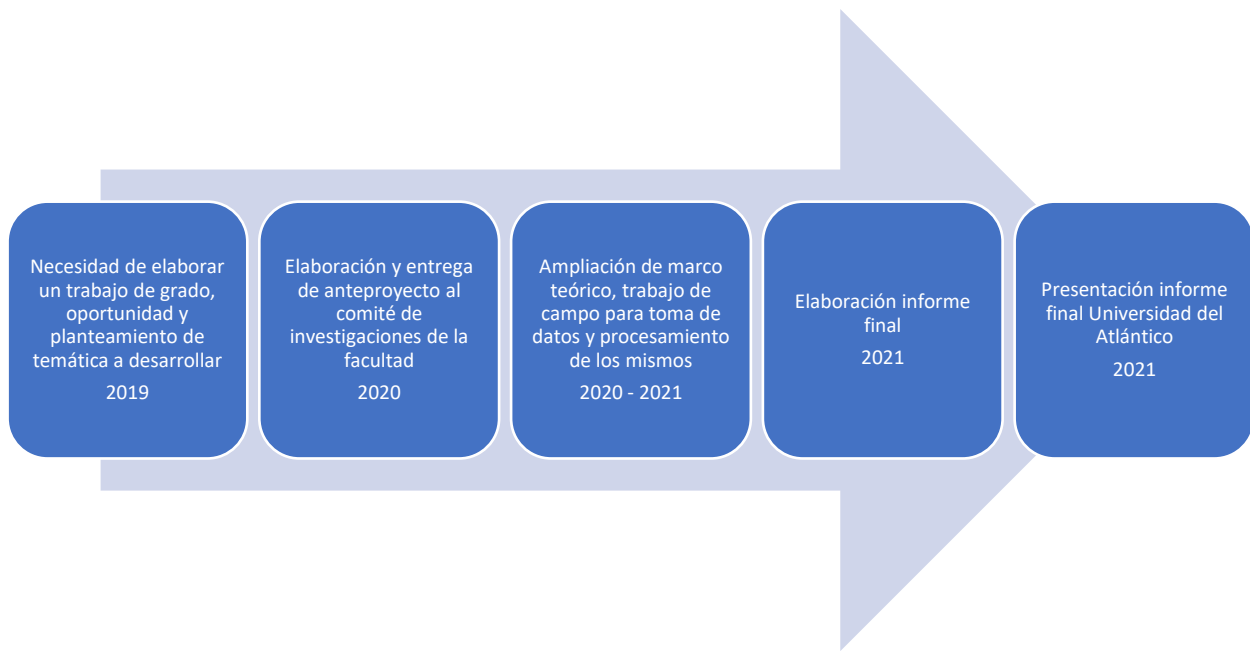 Necesidad de elaborar
un trabajo de grado,
oportunidad y
planteamiento de
temática a desarrollar
2019
Elaboración y entrega
de anteproyecto al
comité de
investigaciones de la
facultad
2020
Ampliación de marco
teórico, trabajo de
campo para toma de
datos y procesamiento
de los mismos
2020 - 2021
Elaboración informe
final
2021
Presentación informe
final Universidad del
Atlántico
2021